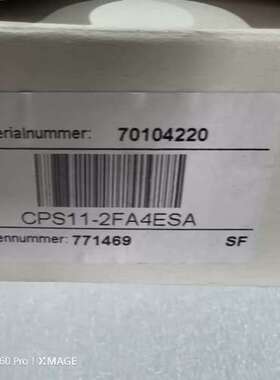 erialnummer: 70104220
CPS11-2FA4ESA
ennummer: 771469 SF
60 Pro | XMAGE